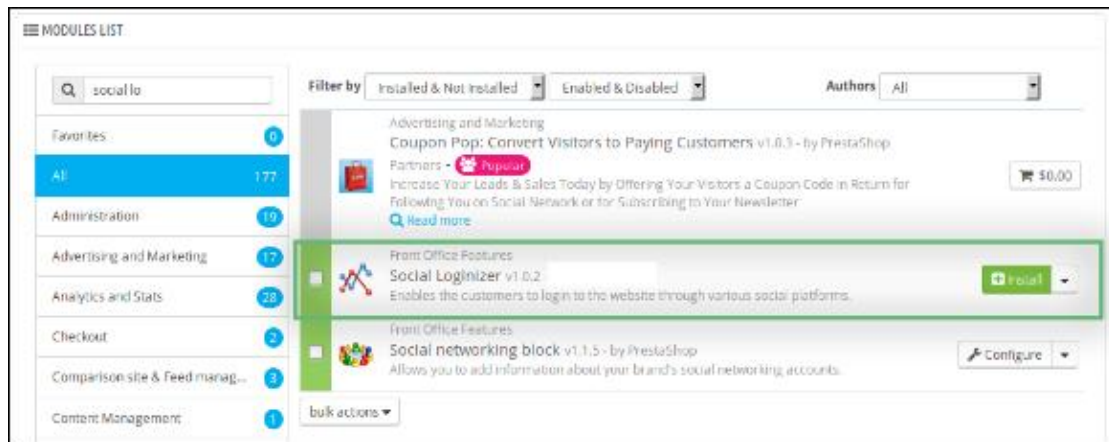 MODULES LIST
social lo
Filter by Installed & Not Installed Enabled & Disabled Authors All
Favorites 0
All 177
Administration 19
Advertising and Marketing 17
Analytics and Stats 28
Checkout 2
Comparison site & Feed manag... 3
Content Management 1
Advertising and Marketing
Coupon Pop: Convert Visitors to Paying Customers v1.0.3 - by PrestaShop
Partners - Popular
Increase Your Leads & Sales Today by Offering Your Visitors a Coupon Code in Return for
Following You on Social Network or for Subscribing to Your Newsletter
Read more
$0.00
Front Office Features
Social Loginizer v1.0.2
Enables the customers to login to the website through various social platforms.
Install
Front Office Features
Social networking block v1.1.5 - by PrestaShop
Allows you to add information about your brand's social networking accounts.
Configure
bulk actions